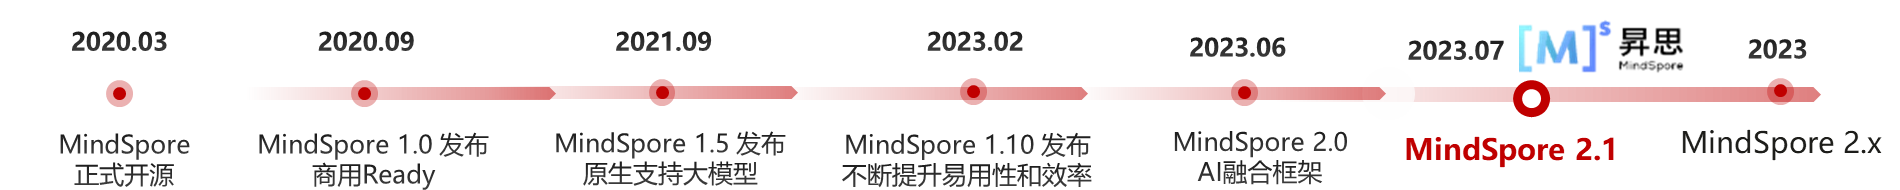 2020.03
MindSpore
正式开源
2020.09
MindSpore 1.0 发布
商用Ready
2021.09
MindSpore 1.5 发布
原生支持大模型
2023.02
MindSpore 1.10 发布
不断提升易用性和效率
2023.06
MindSpore 2.0
AI融合框架
2023.07
[M]s 昇思
MindSpore
MindSpore 2.1
2023
MindSpore 2.x